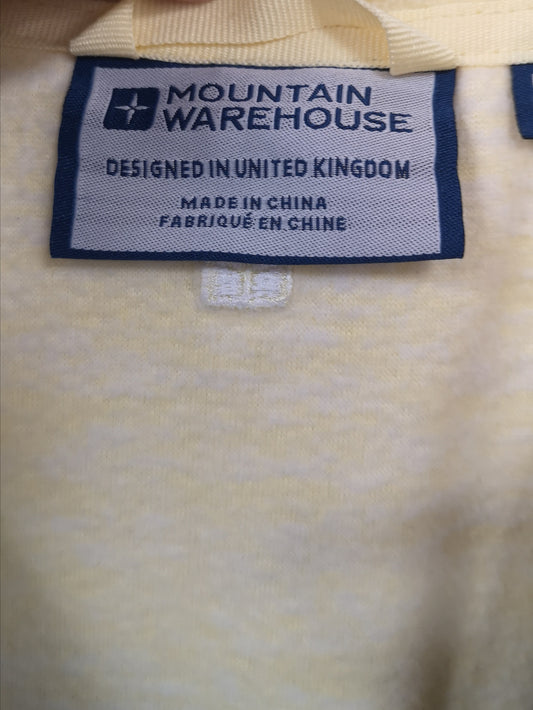 MOUNTAIN
WAREHOUSE
DESIGNED IN UNITED KINGDOM
MADE IN CHINA
FABRIQUÉ EN CHINE